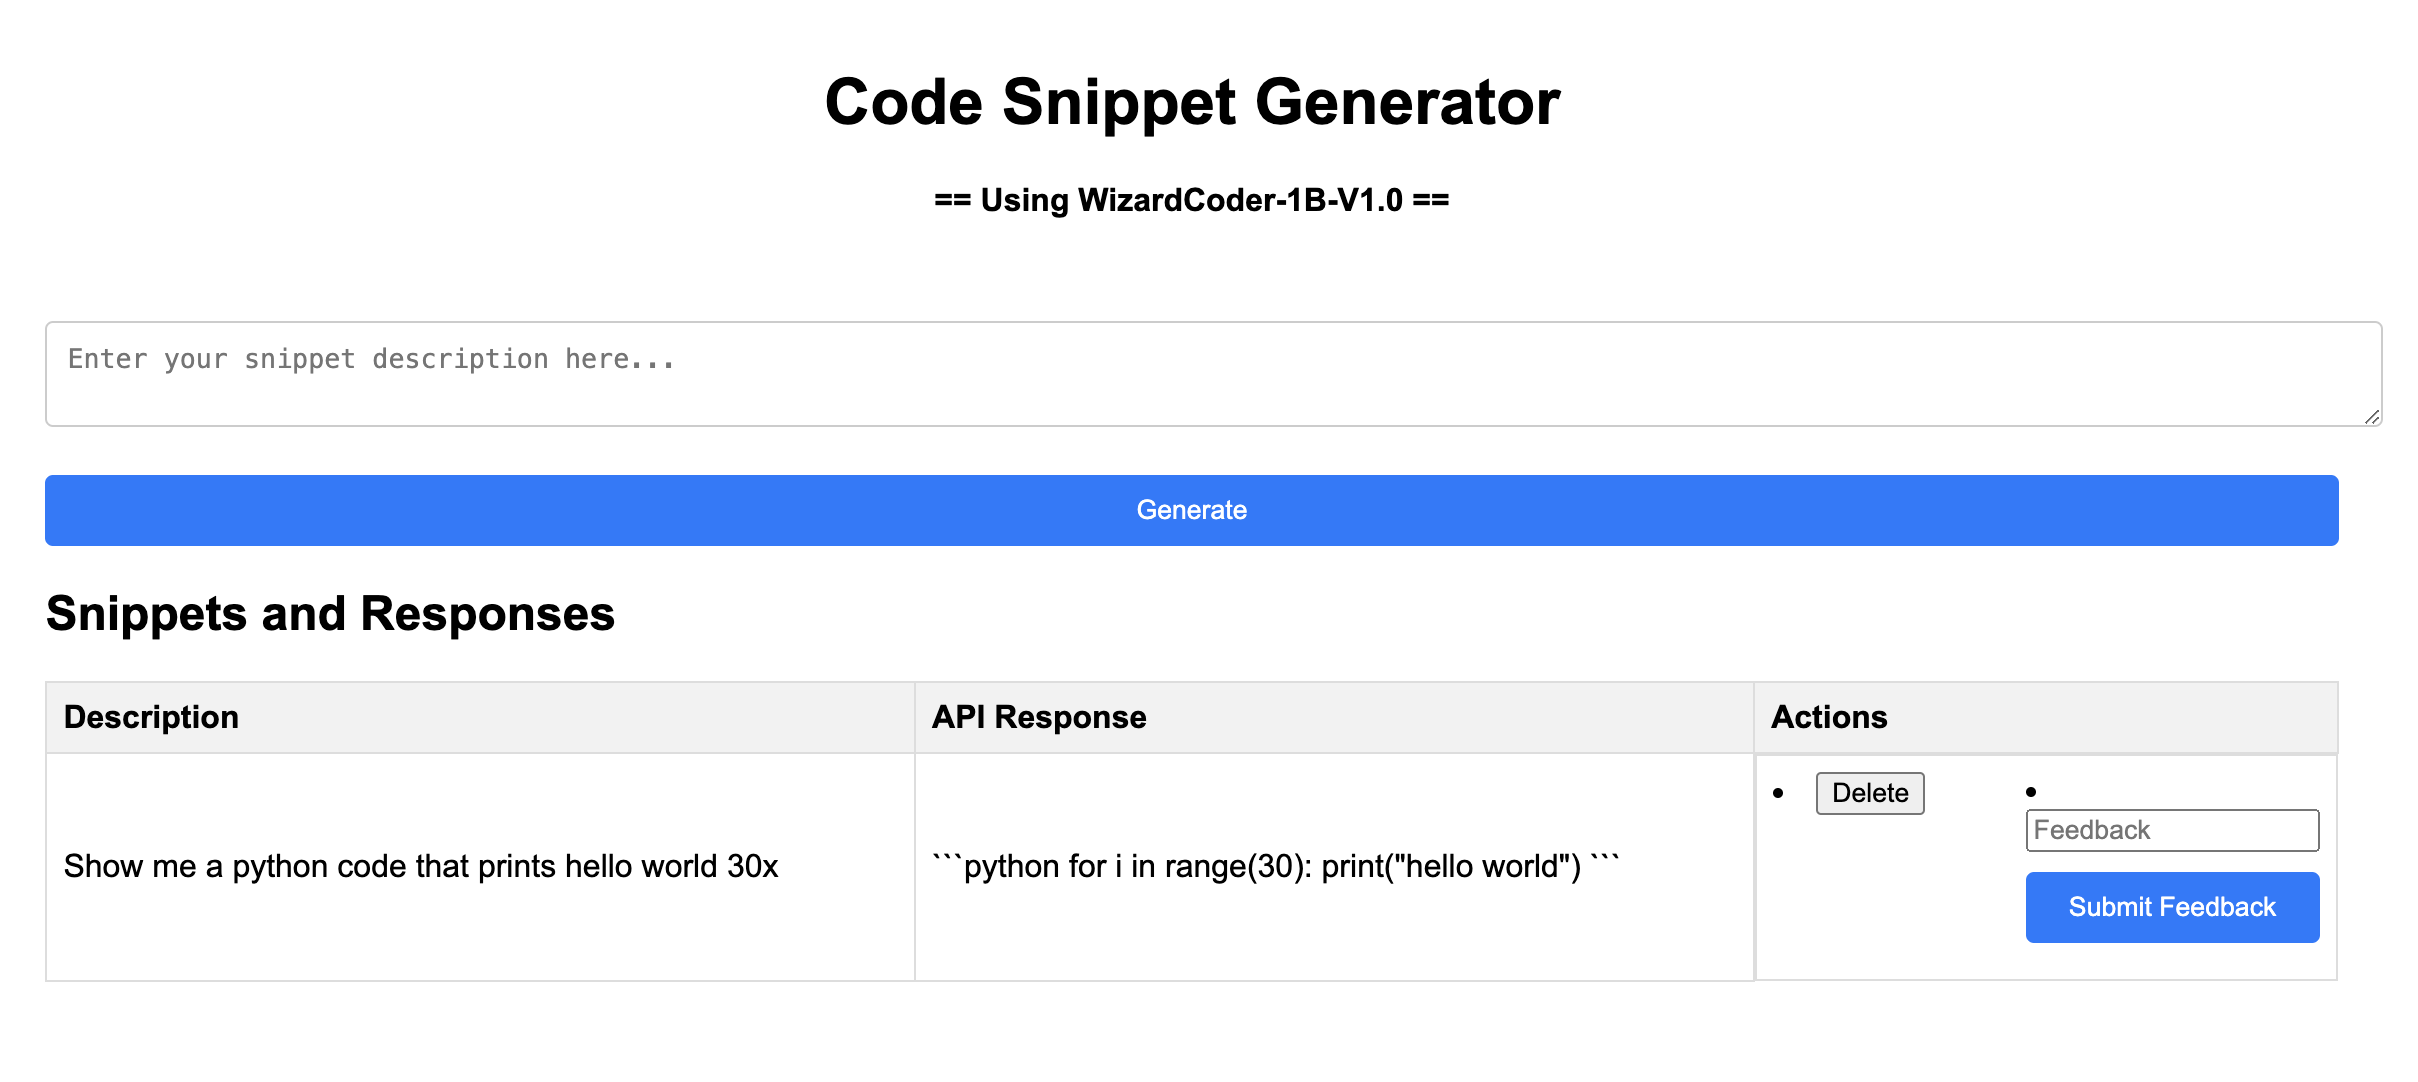 Code Snippet Generator
== Using WizardCoder-1B-V1.0 ==
Enter your snippet description here...
Generate
Snippets and Responses
Description API Response Actions
Show me a python code that prints hello world 30x ```python for i in range(30): print("hello world") ``` • Delete •
Feedback
Submit Feedback